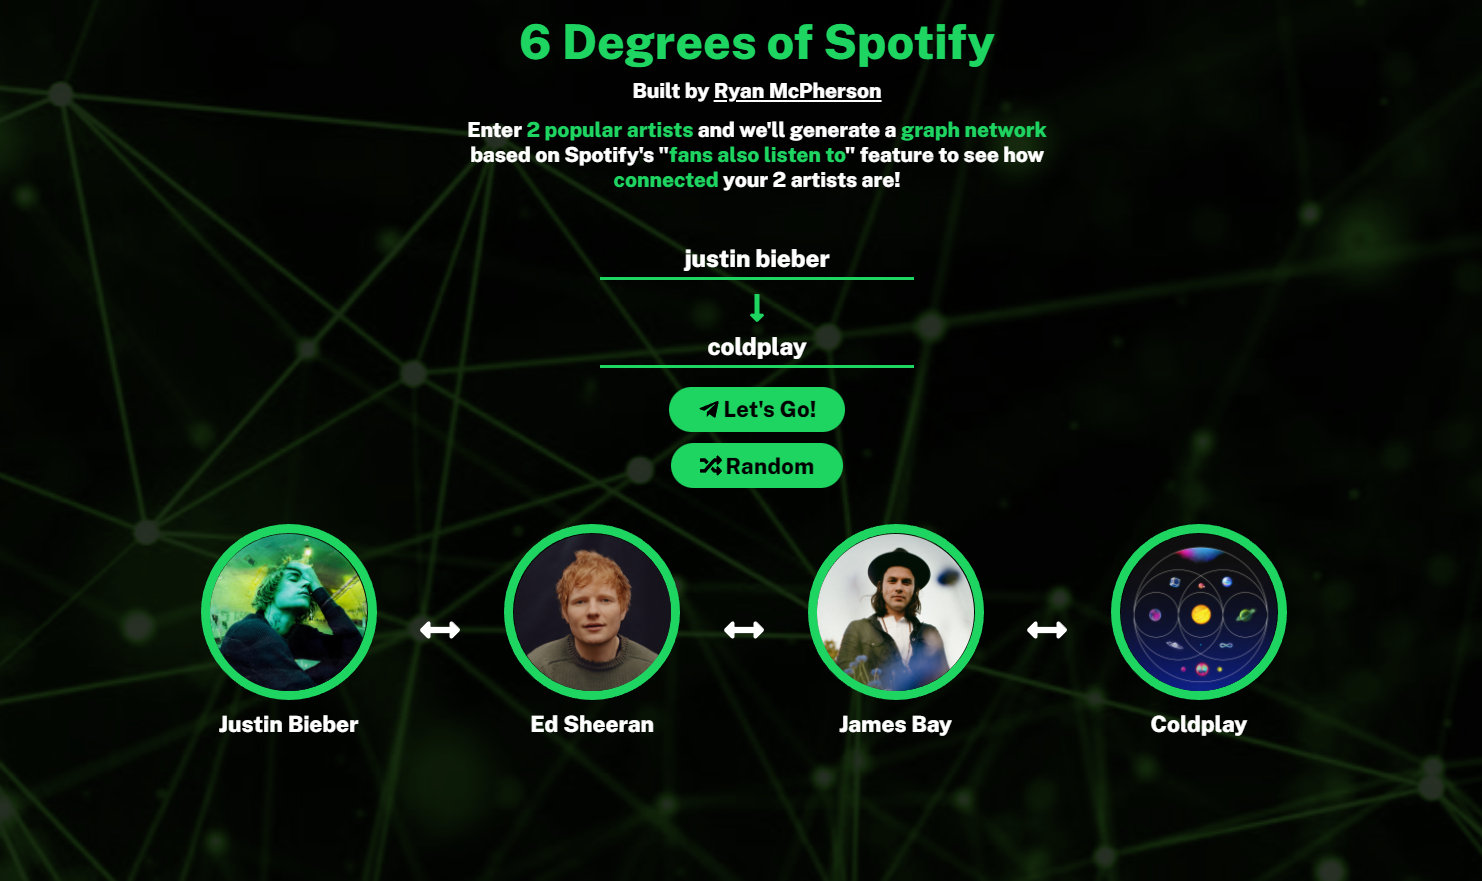 6 Degrees of Spotify
Built by Ryan McPherson
Enter 2 popular artists and we'll generate a graph network
based on Spotify's "fans also listen to" feature to see how
connected your 2 artists are!
justin bieber
coldplay
Let's Go!
Random
Justin Bieber
Ed Sheeran
James Bay
Coldplay